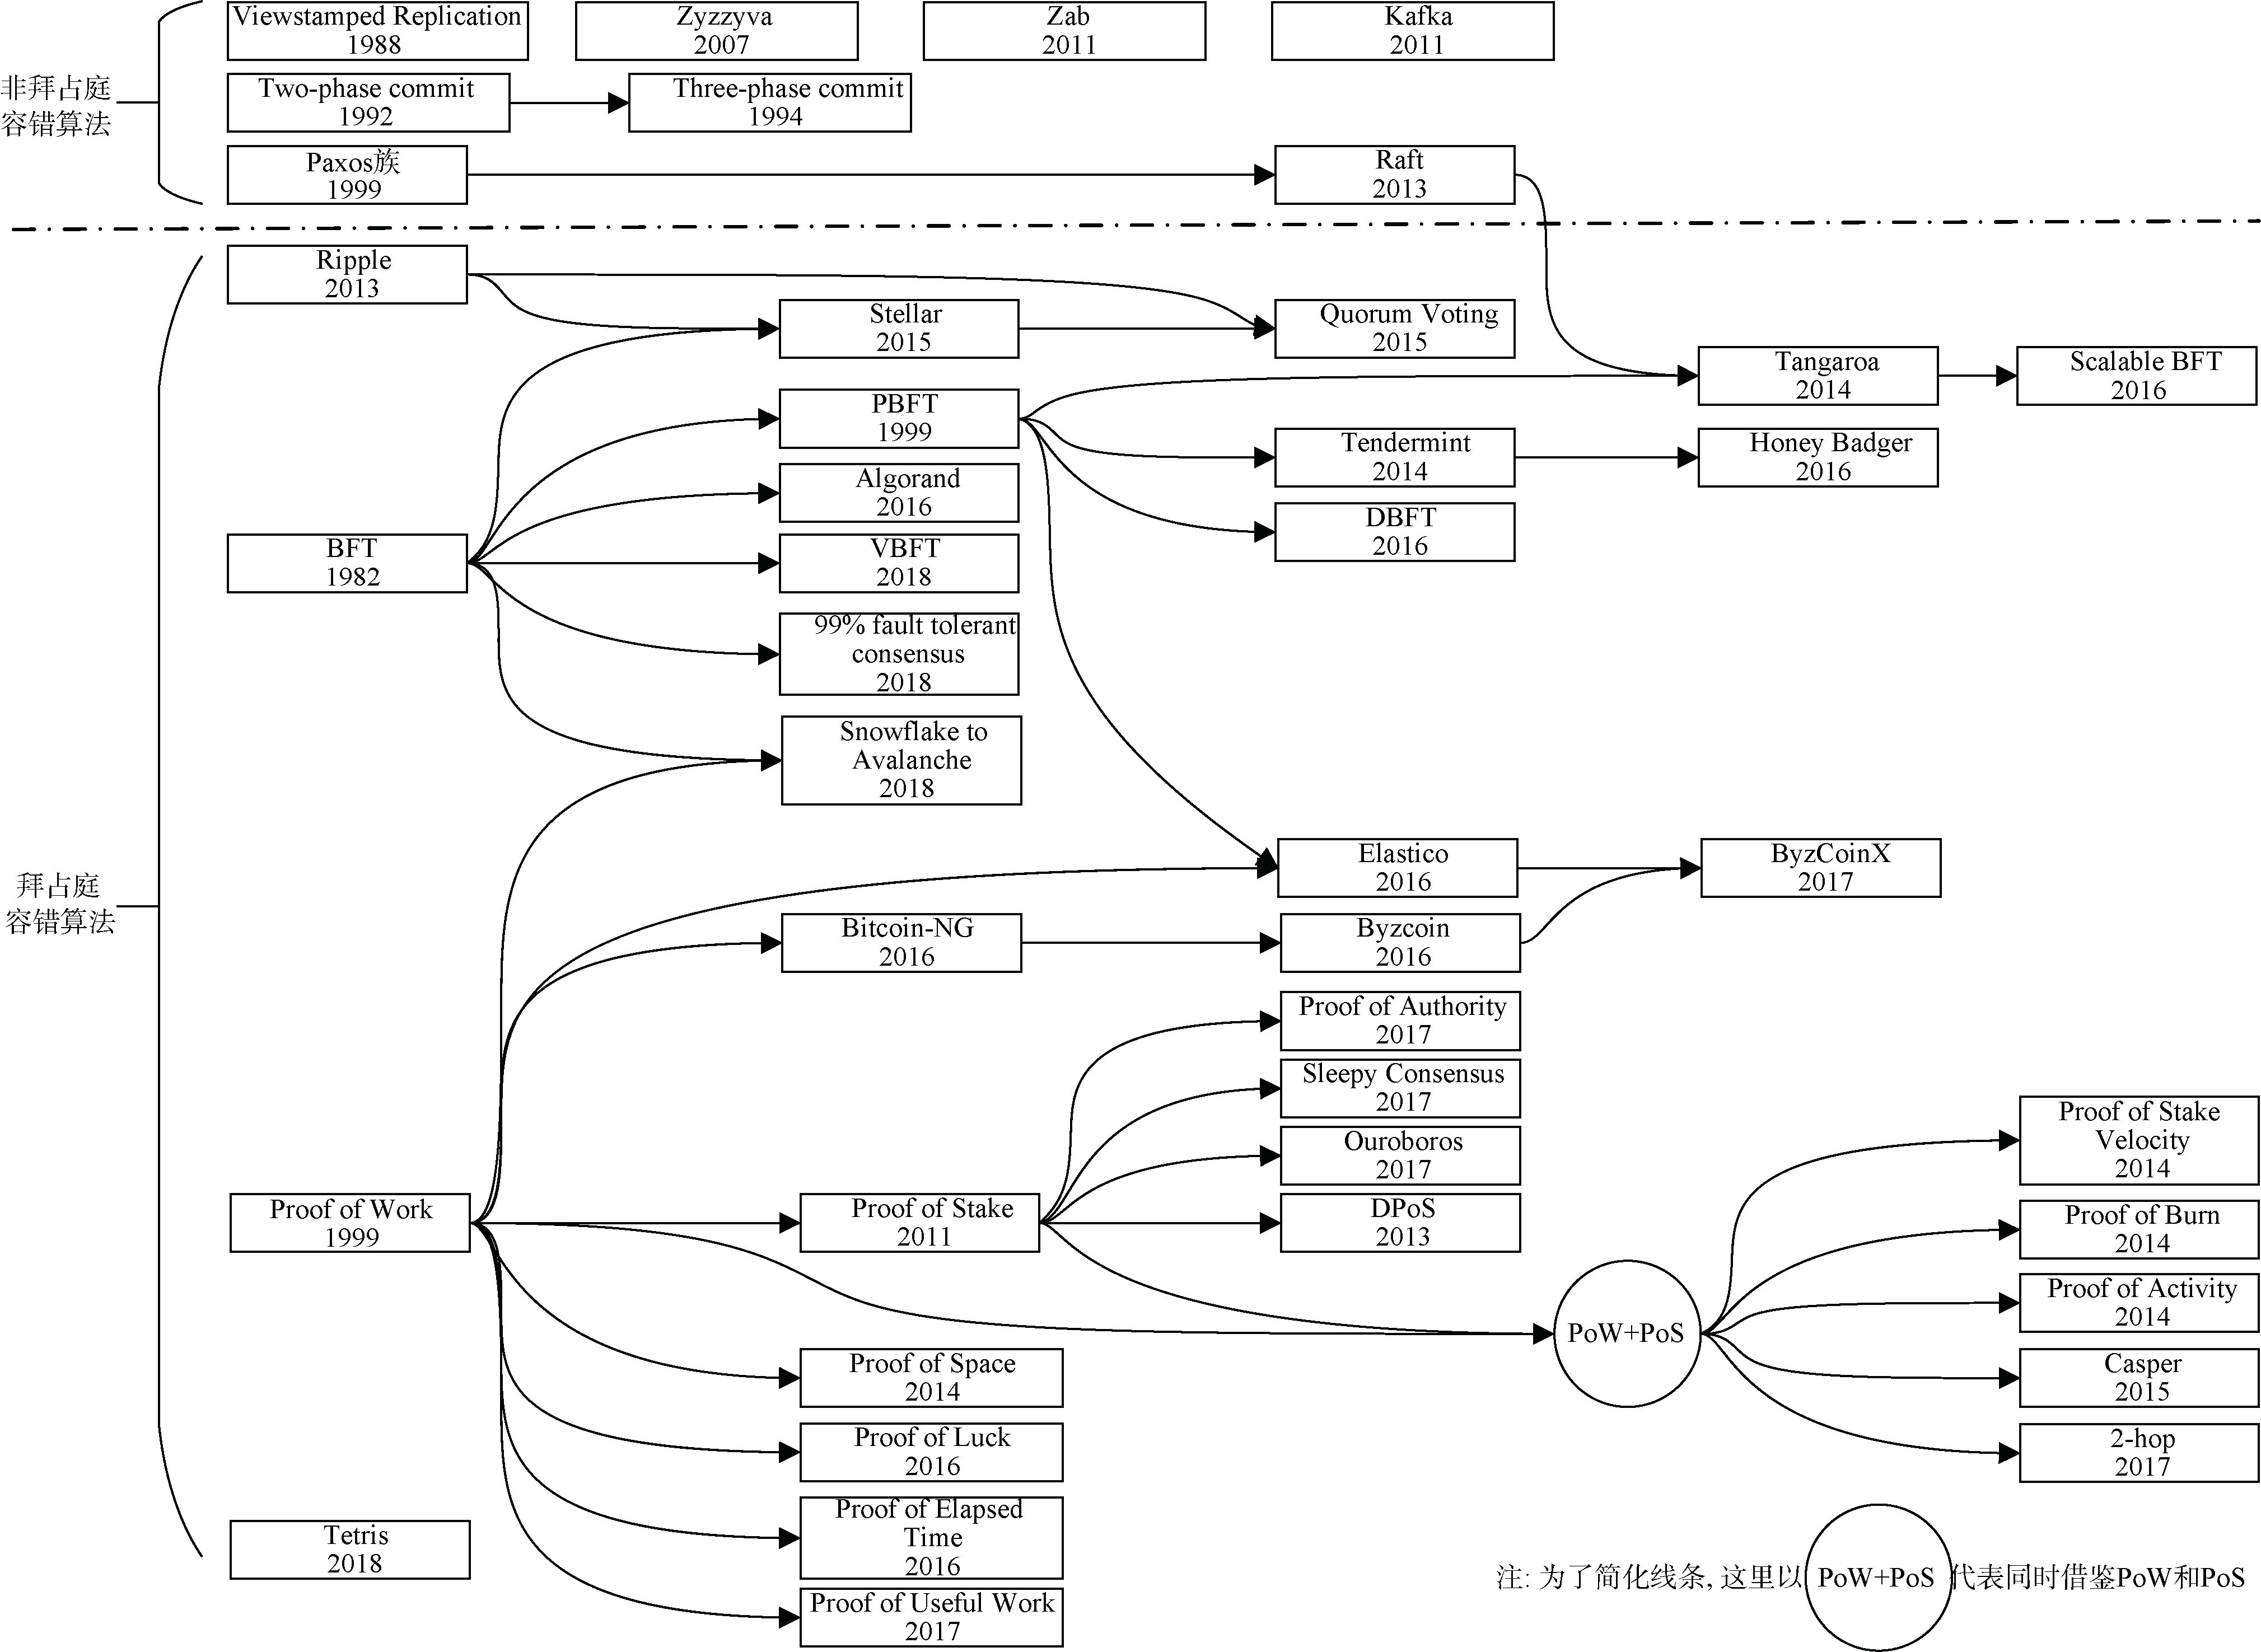 Viewstamped Replication
1988
Zyzzyva
2007
Zab
2011
Kafka
2011
非拜占庭
容错算法
Two-phase commit
1992
Three-phase commit
1994
Paxos族
1999
Raft
2013
拜占庭
容错算法
Ripple
2013
Stellar
2015
Quorum Voting
2015
Tangaroa
2014
Scalable BFT
2016
PBFT
1999
Tendermint
2014
Honey Badger
2016
Algorand
2016
DBFT
2016
BFT
1982
VBFT
2018
99% fault tolerant
consensus
2018
Snowflake to
Avalanche
2018
Elastico
2016
ByzCoinX
2017
Bitcoin-NG
2016
Byzcoin
2016
Proof of Authority
2017
Sleepy Consensus
2017
Ouroboros
2017
Proof of Work
1999
Proof of Stake
2011
DPoS
2013
PoW+PoS
Proof of Stake
Velocity
2014
Proof of Burn
2014
Proof of Activity
2014
Casper
2015
2-hop
2017
Proof of Space
2014
Proof of Luck
2016
Proof of Elapsed
Time
2016
Proof of Useful Work
2017
Tetris
2018
注: 为了简化线条, 这里以 PoW+PoS 代表同时借鉴PoW和PoS